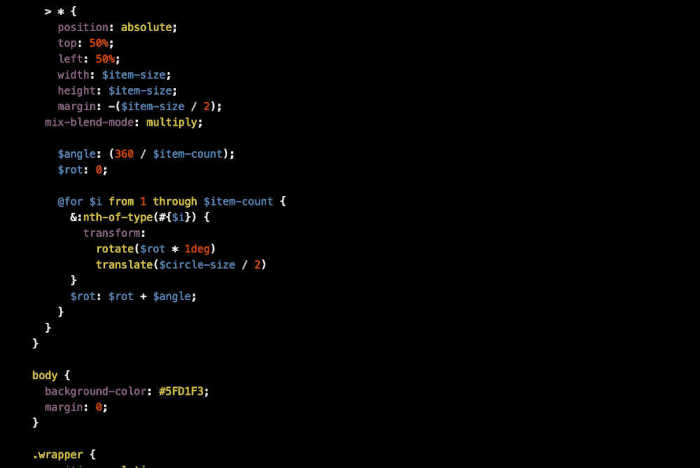 > * {
position: absolute;
top: 50%;
left: 50%;
width: $item-size;
height: $item-size;
margin: -($item-size / 2);
mix-blend-mode: multiply;
$angle: (360 / $item-count);
$rot: 0;
@for $i from 1 through $item-count {
&:nth-of-type(#{$i}) {
transform:
rotate($rot * 1deg)
translate($circle-size / 2)
}
$rot: $rot + $angle;
}
}
}
body {
background-color: #5FD1F3;
margin: 0;
}
.wrapper {